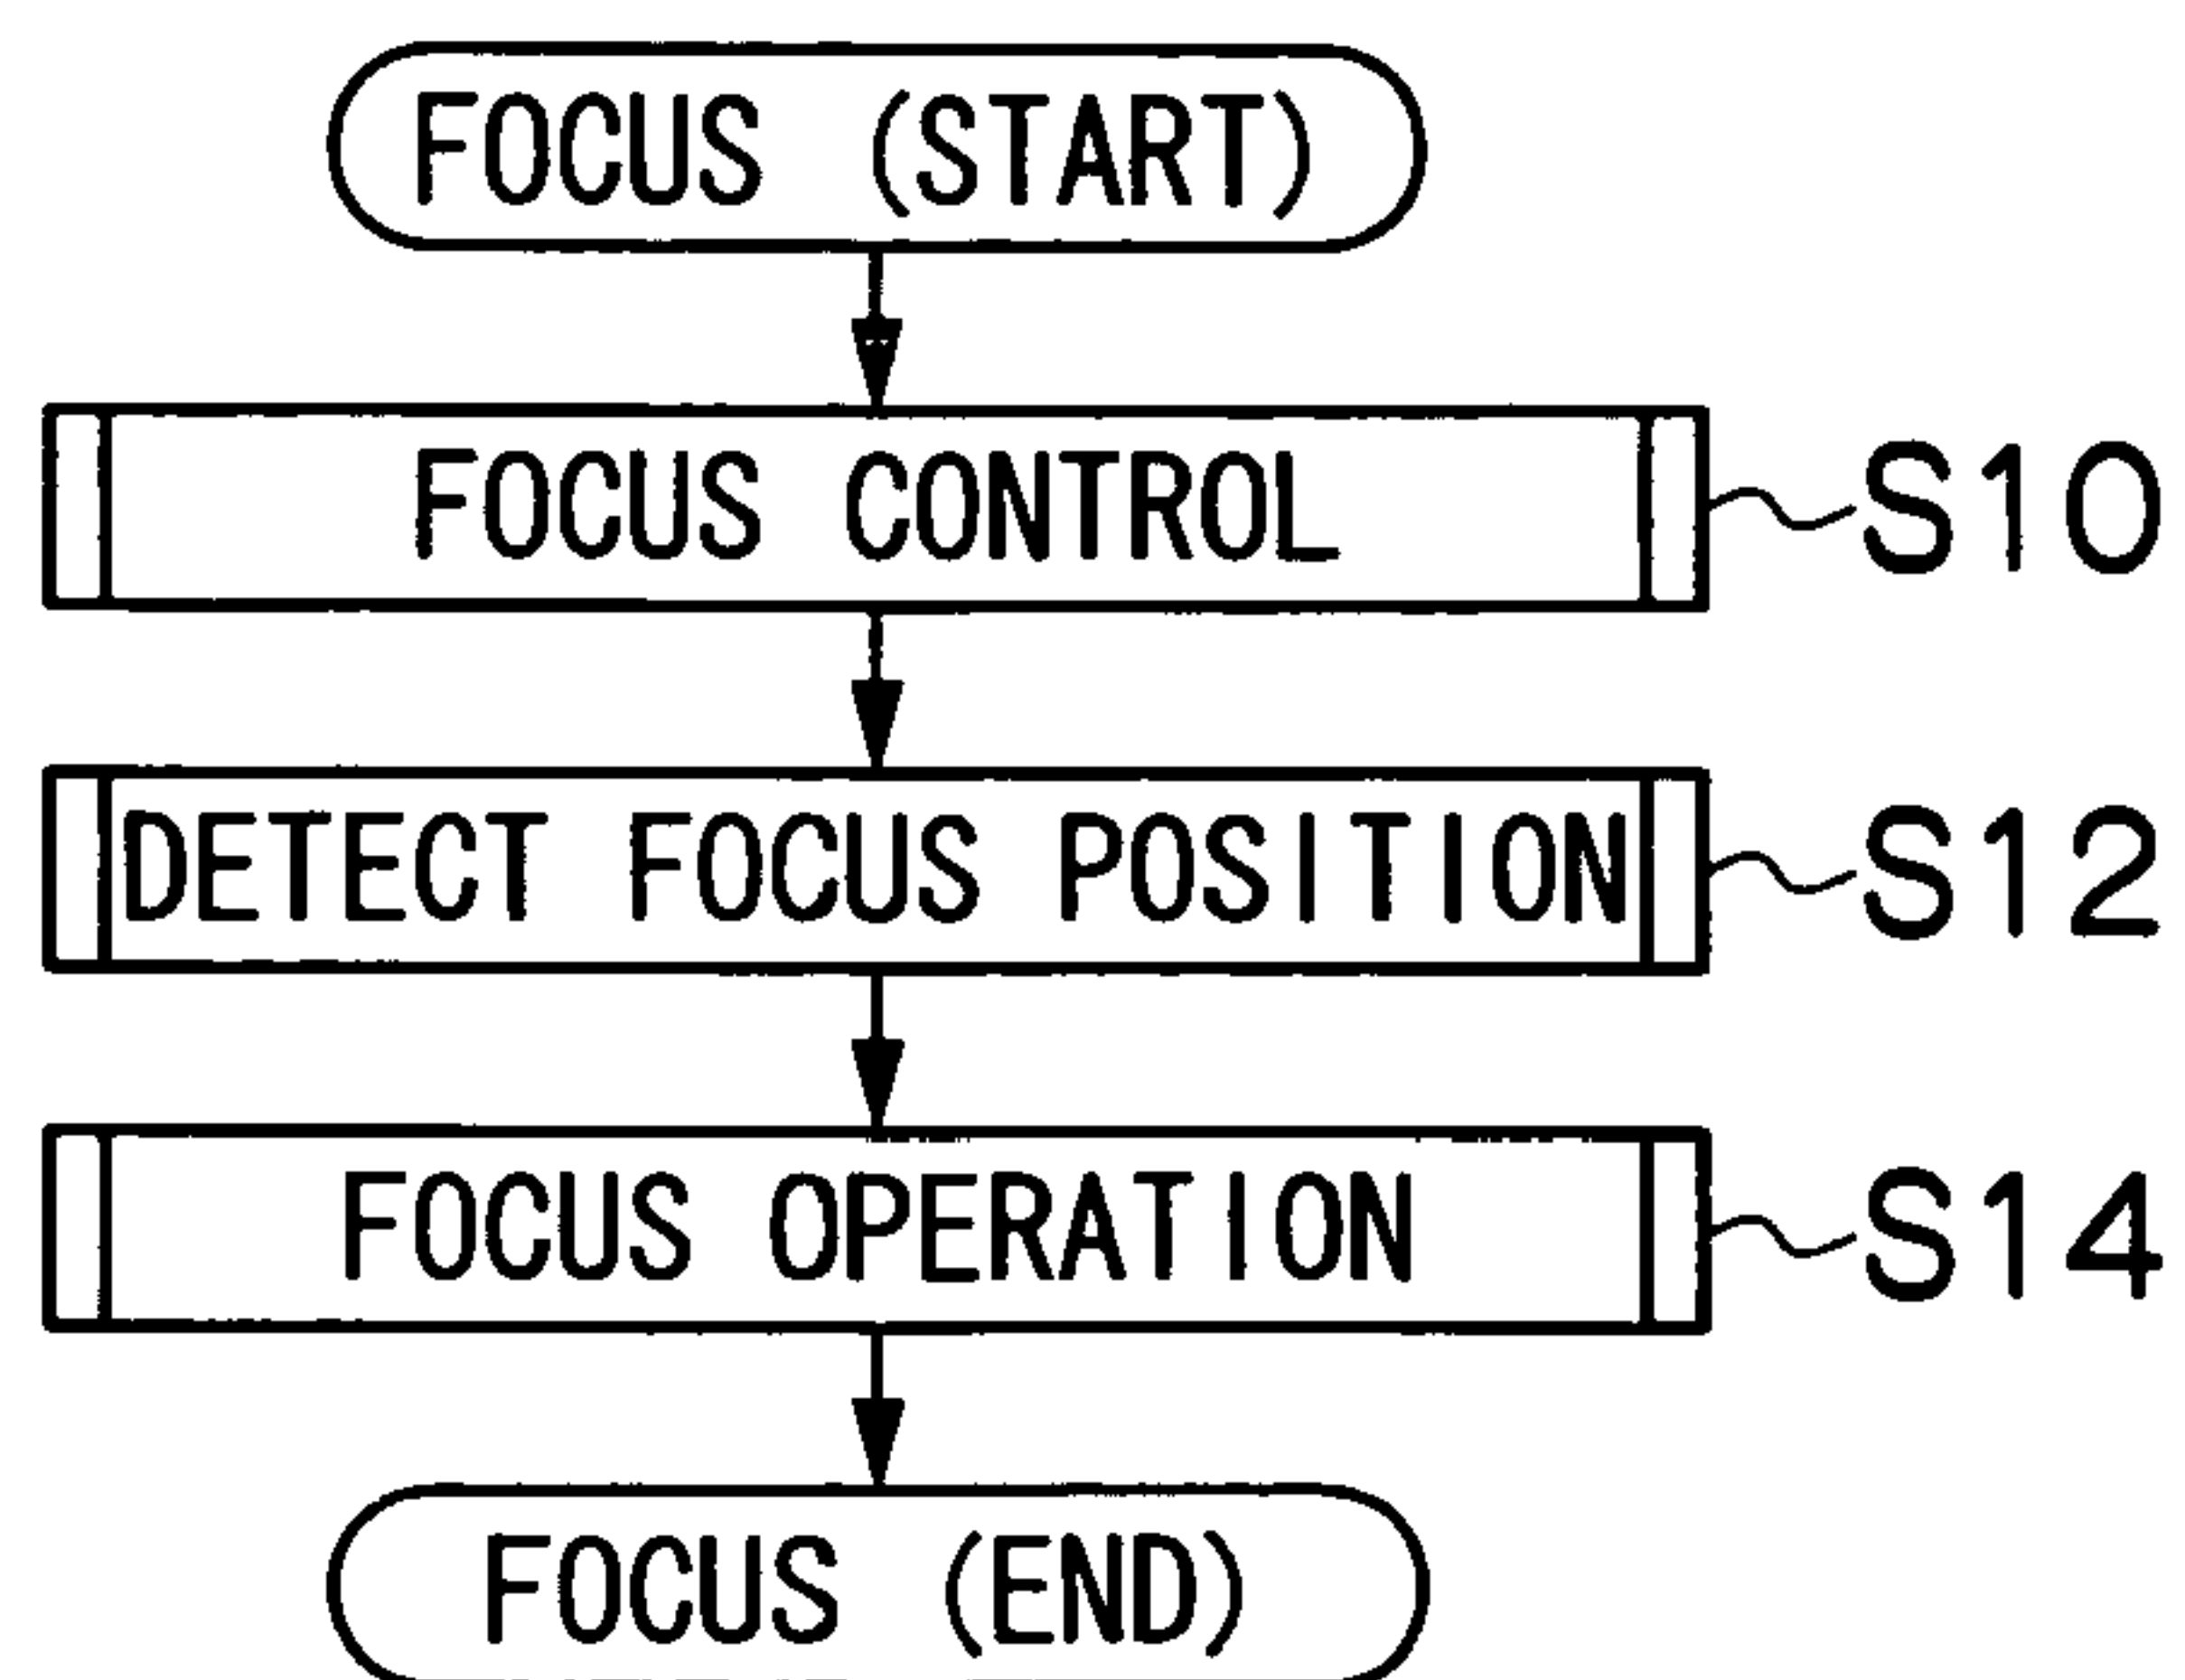 FOCUS (START)
FOCUS CONTROL
S10
DETECT FOCUS POSITION
S12
FOCUS OPERATION
S14
FOCUS (END)